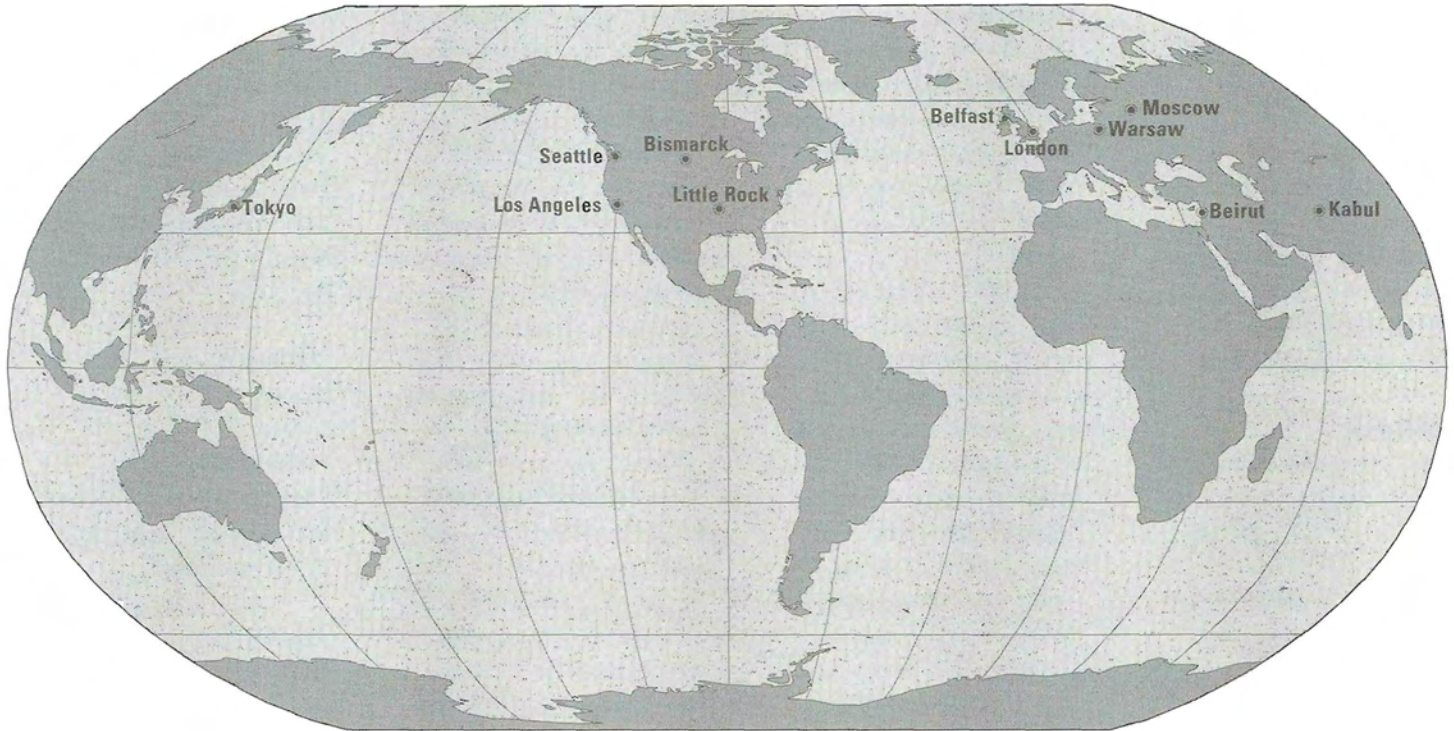 Belfast
Moscow
Warsaw
London
Seattle
Bismarck
Los Angeles
Little Rock
Tokyo
Beirut
Kabul